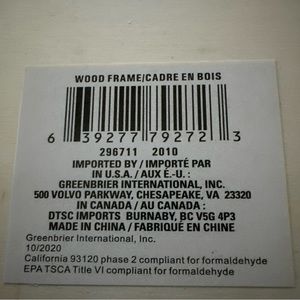 WOOD FRAME/CADRE EN BOIS
6 39277 79272 3
296711 2010
IMPORTED BY / IMPORTÉ PAR
IN U.S.A. / AUX É.-U. :
GREENBRIER INTERNATIONAL, INC.
500 VOLVO PARKWAY, CHESAPEAKE, VA 23320
IN CANADA / AU CANADA :
DTSC IMPORTS BURNABY, BC V5G 4P3
MADE IN CHINA / FABRIQUÉ EN CHINE
Greenbrier International, Inc.
10/2020
California 93120 phase 2 compliant for formaldehyde
EPA TSCA Title VI compliant for formaldehyde